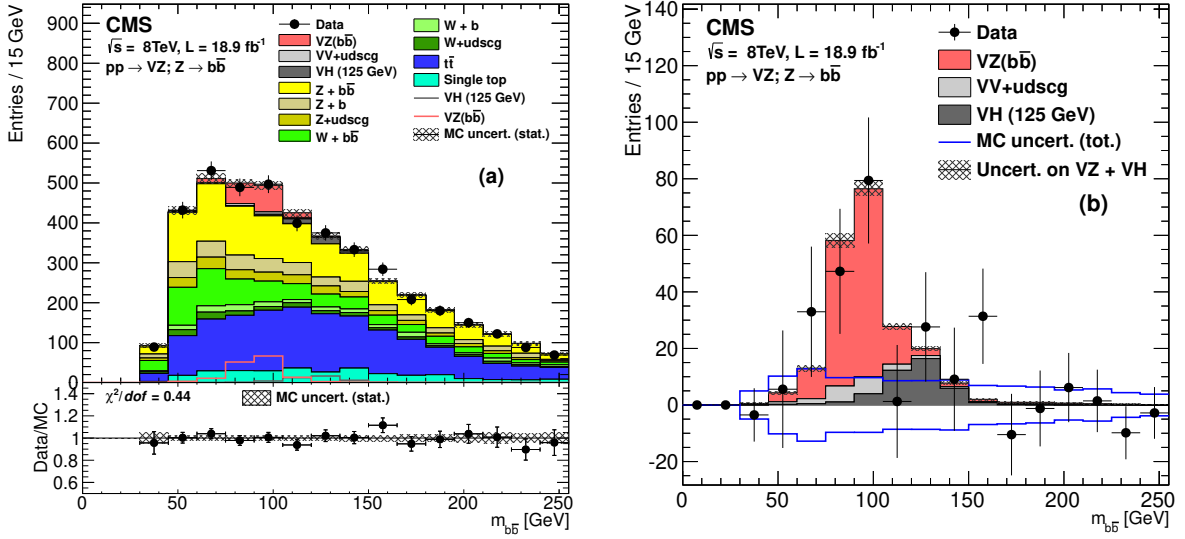 CMS
√s = 8TeV, L = 18.9 fb⁻¹
pp → VZ; Z → bb̅
Data
VZ(bb̅)
VV+udscg
VH (125 GeV)
Z + bb̅
Z + b
Z+udscg
W + bb̅
W + b
W+udscg
tt̅
Single top
VH (125 GeV)
VZ(bb̅)
MC uncert. (stat.)
(a)
Entries / 15 GeV
900
800
700
600
500
400
300
200
100
0
χ²/dof = 0.44
MC uncert. (stat.)
Data/MC
1.4
1.2
1.0
0.8
0.6
0 50 100 150 200 250
m_bb̅ [GeV]
CMS
√s = 8TeV, L = 18.9 fb⁻¹
pp → VZ; Z → bb̅
Data
VZ(bb̅)
VV+udscg
VH (125 GeV)
MC uncert. (tot.)
Uncert. on VZ + VH
(b)
Entries / 15 GeV
140
120
100
80
60
40
20
0
-20
0 50 100 150 200 250
m_bb̅ [GeV]